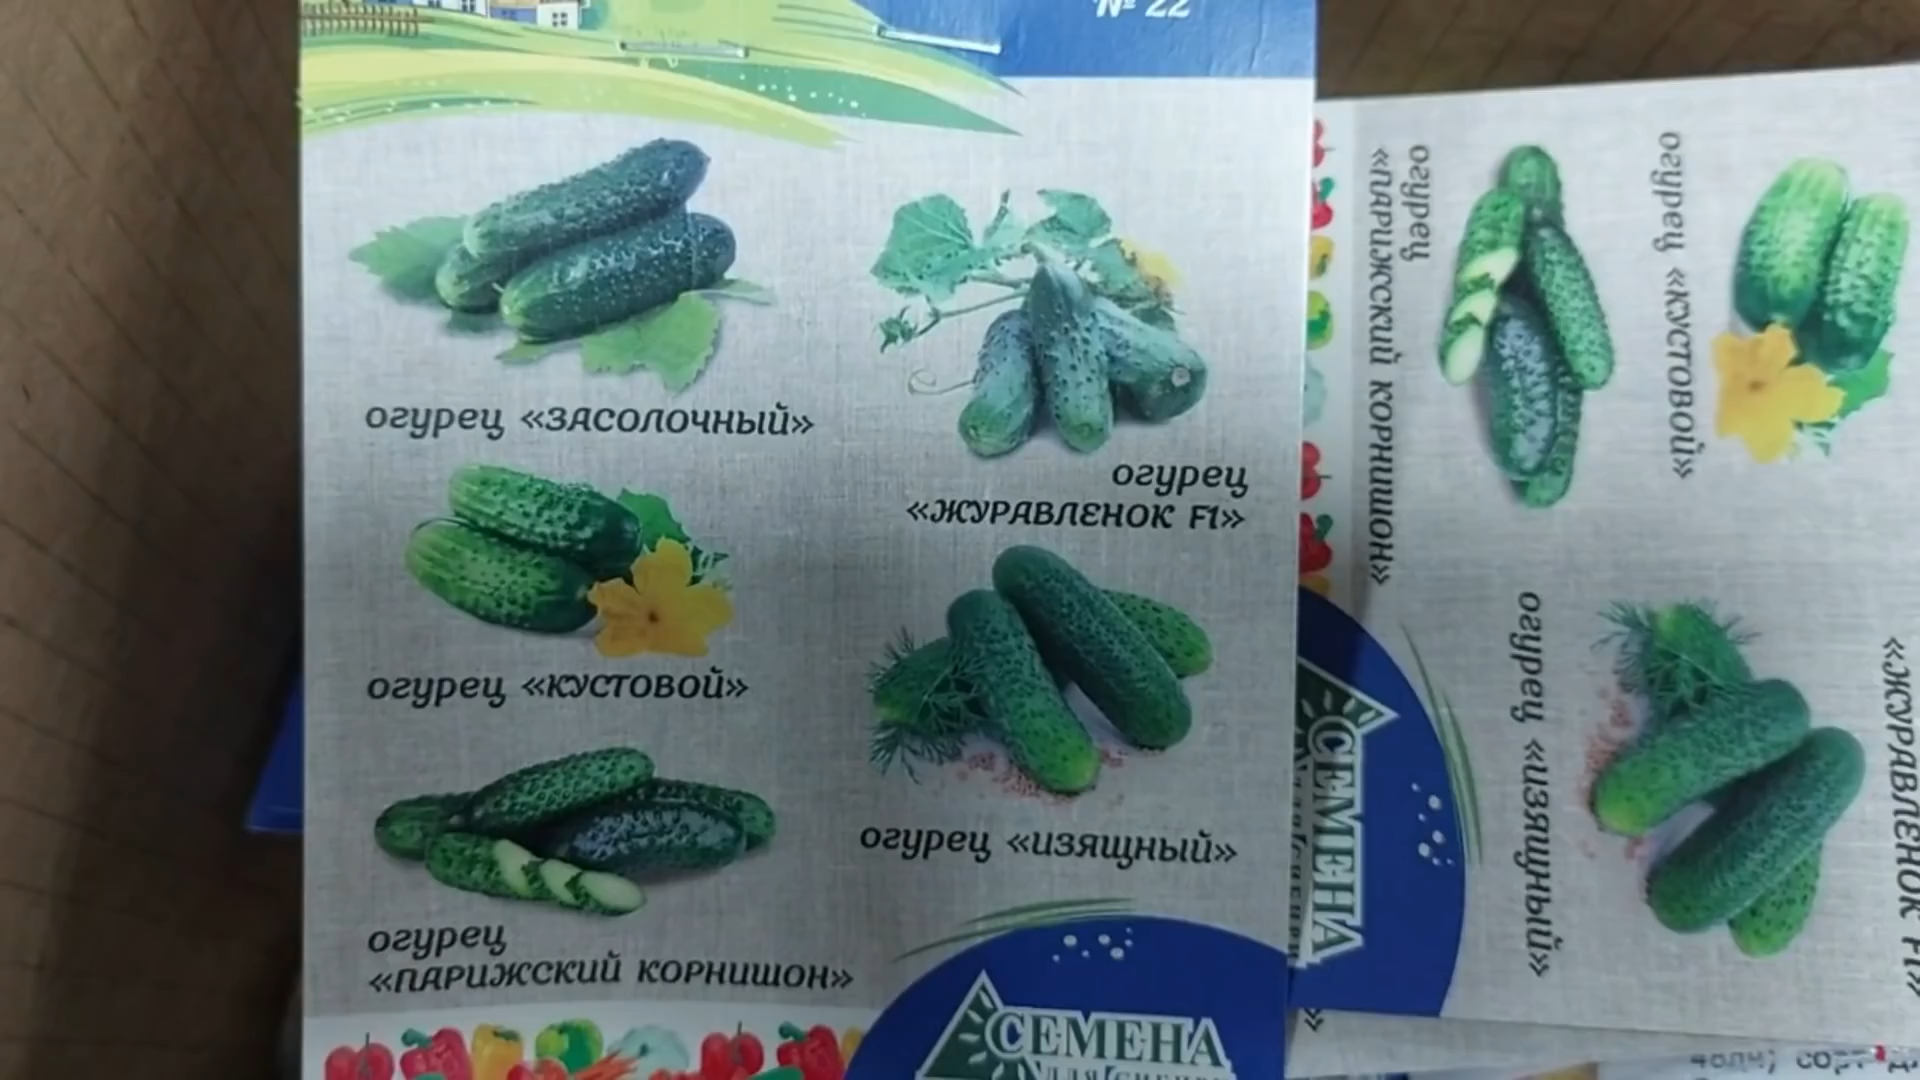 № 22
огурец «ЗАСОЛОЧНЫЙ»
огурец
«ЖУРАВЛЕНОК F1»
огурец «КУСТОВОЙ»
огурец «ИЗЯЩНЫЙ»
огурец
«ПАРИЖСКИЙ КОРНИШОН»
СЕМЕНА
огурец
«ПАРИЖСКИЙ КОРНИШОН»
огурец «КУСТОВОЙ»
огурец «ИЗЯЩНЫЙ»
«ЖУРАВЛЕНОК F1»
СЕМЕНА